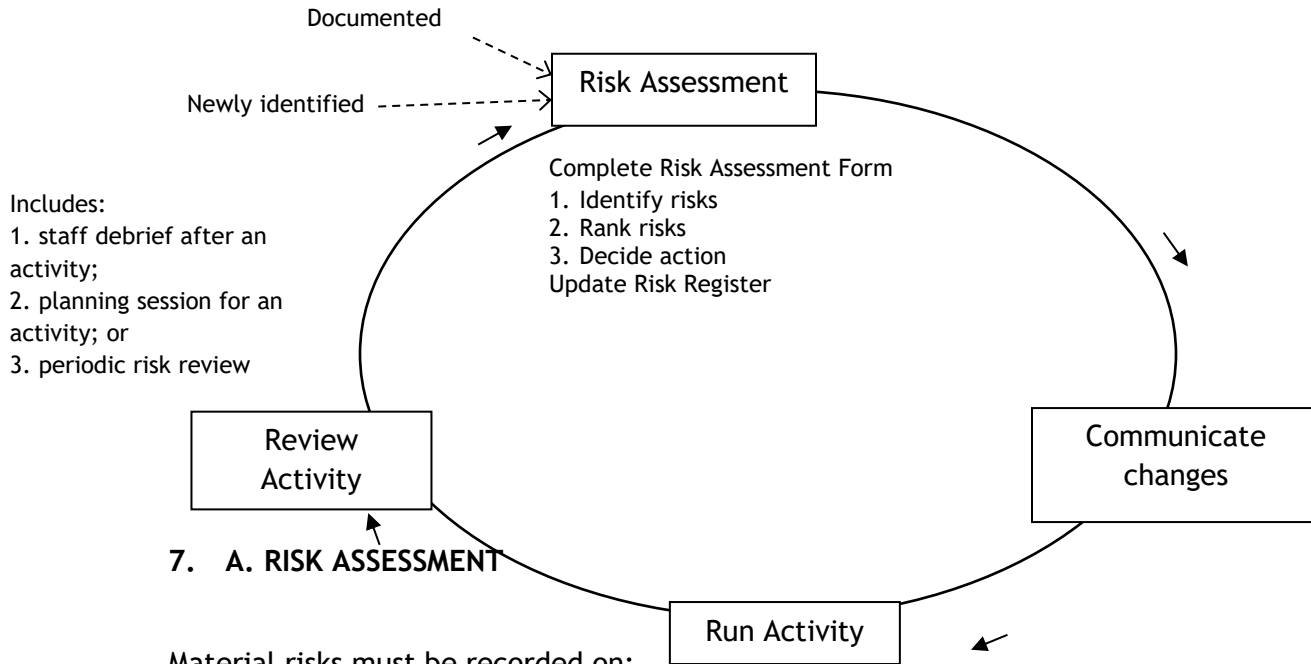 Documented
Risk Assessment
Newly identified
Complete Risk Assessment Form
1. Identify risks
2. Rank risks
3. Decide action
Update Risk Register
Includes:
1. staff debrief after an
activity;
2. planning session for an
activity; or
3. periodic risk review
Review
Activity
Communicate
changes
7. A. RISK ASSESSMENT
Run Activity
Material risks must be recorded on: